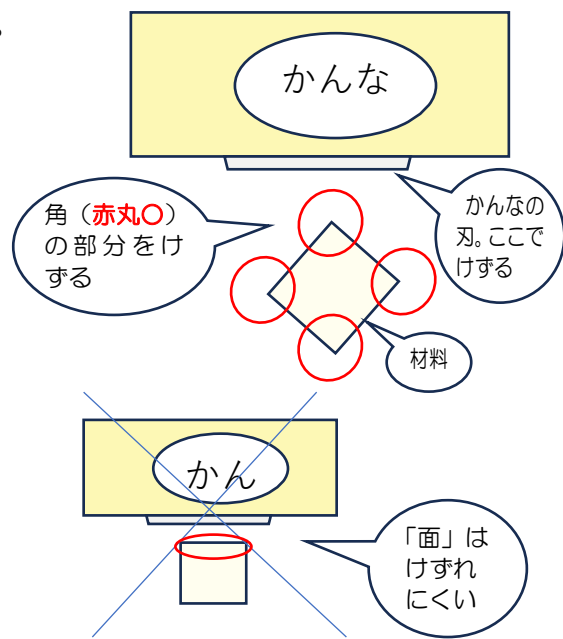 。
かんな
角（赤丸〇）
の部分をけ
ずる
かんなの
刃。ここで
けずる
材料
かん
「面」は
けずれ
にくい